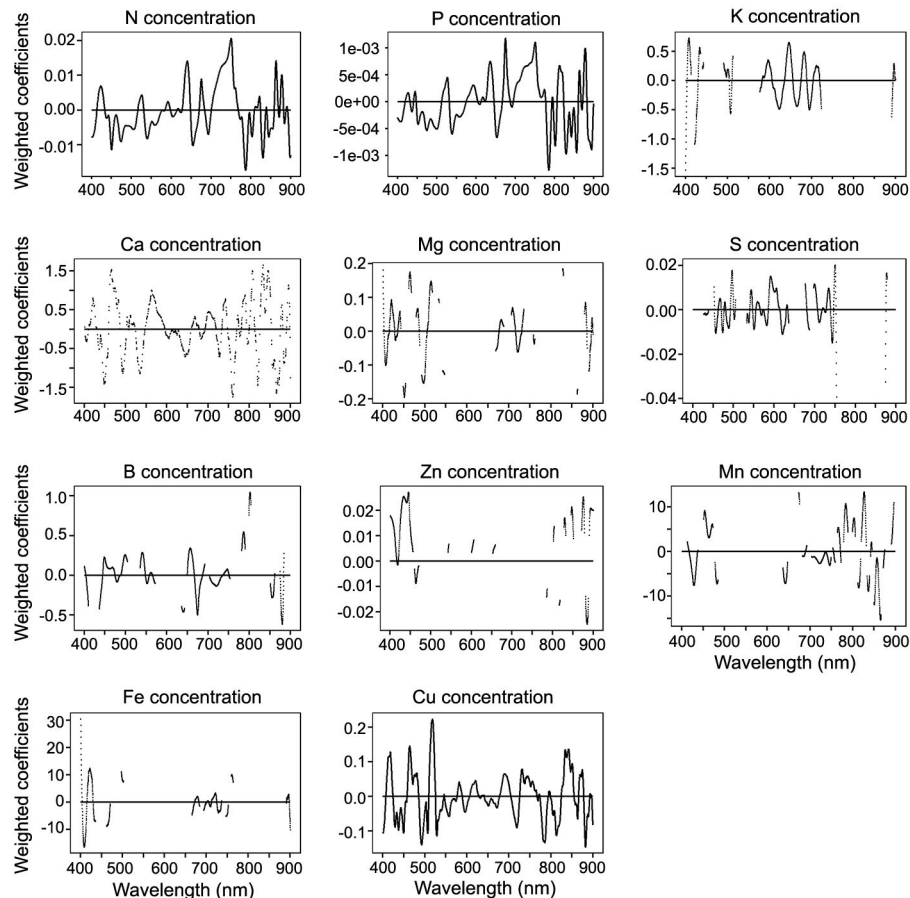 N concentration
P concentration
K concentration
Weighted coefficients
0.02
0.01
0.00
-0.01
400 500 600 700 800 900
1e-03
5e-04
0e+00
-5e-04
-1e-03
400 500 600 700 800 900
0.5
0.0
-0.5
-1.0
-1.5
400 500 600 700 800 900
Ca concentration
Mg concentration
S concentration
Weighted coefficients
1.5
0.5
-0.5
-1.5
400 500 600 700 800 900
0.2
0.1
0.0
-0.1
-0.2
400 500 600 700 800 900
0.02
0.00
-0.02
-0.04
400 500 600 700 800 900
B concentration
Zn concentration
Mn concentration
Weighted coefficients
1.0
0.5
0.0
-0.5
400 500 600 700 800 900
0.02
0.01
0.00
-0.01
-0.02
400 500 600 700 800 900
10
0
-10
400 500 600 700 800 900
Wavelength (nm)
Fe concentration
Cu concentration
Weighted coefficients
30
20
10
0
-10
400 500 600 700 800 900
Wavelength (nm)
0.2
0.1
0.0
-0.1
400 500 600 700 800 900
Wavelength (nm)